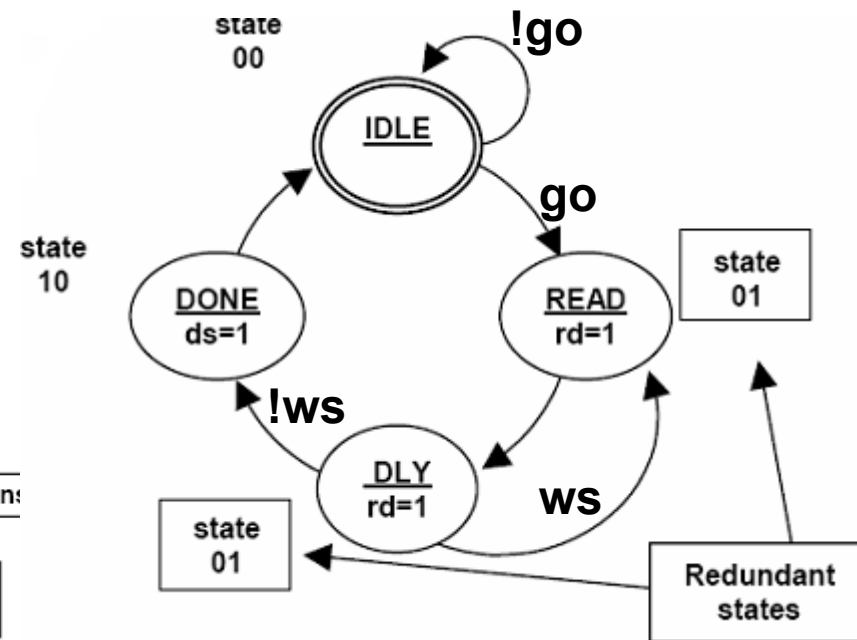 state
00
!go
IDLE
go
state
10
DONE
ds=1
READ
rd=1
state
01
!ws
DLY
rd=1
ws
state
01
Redundant
states